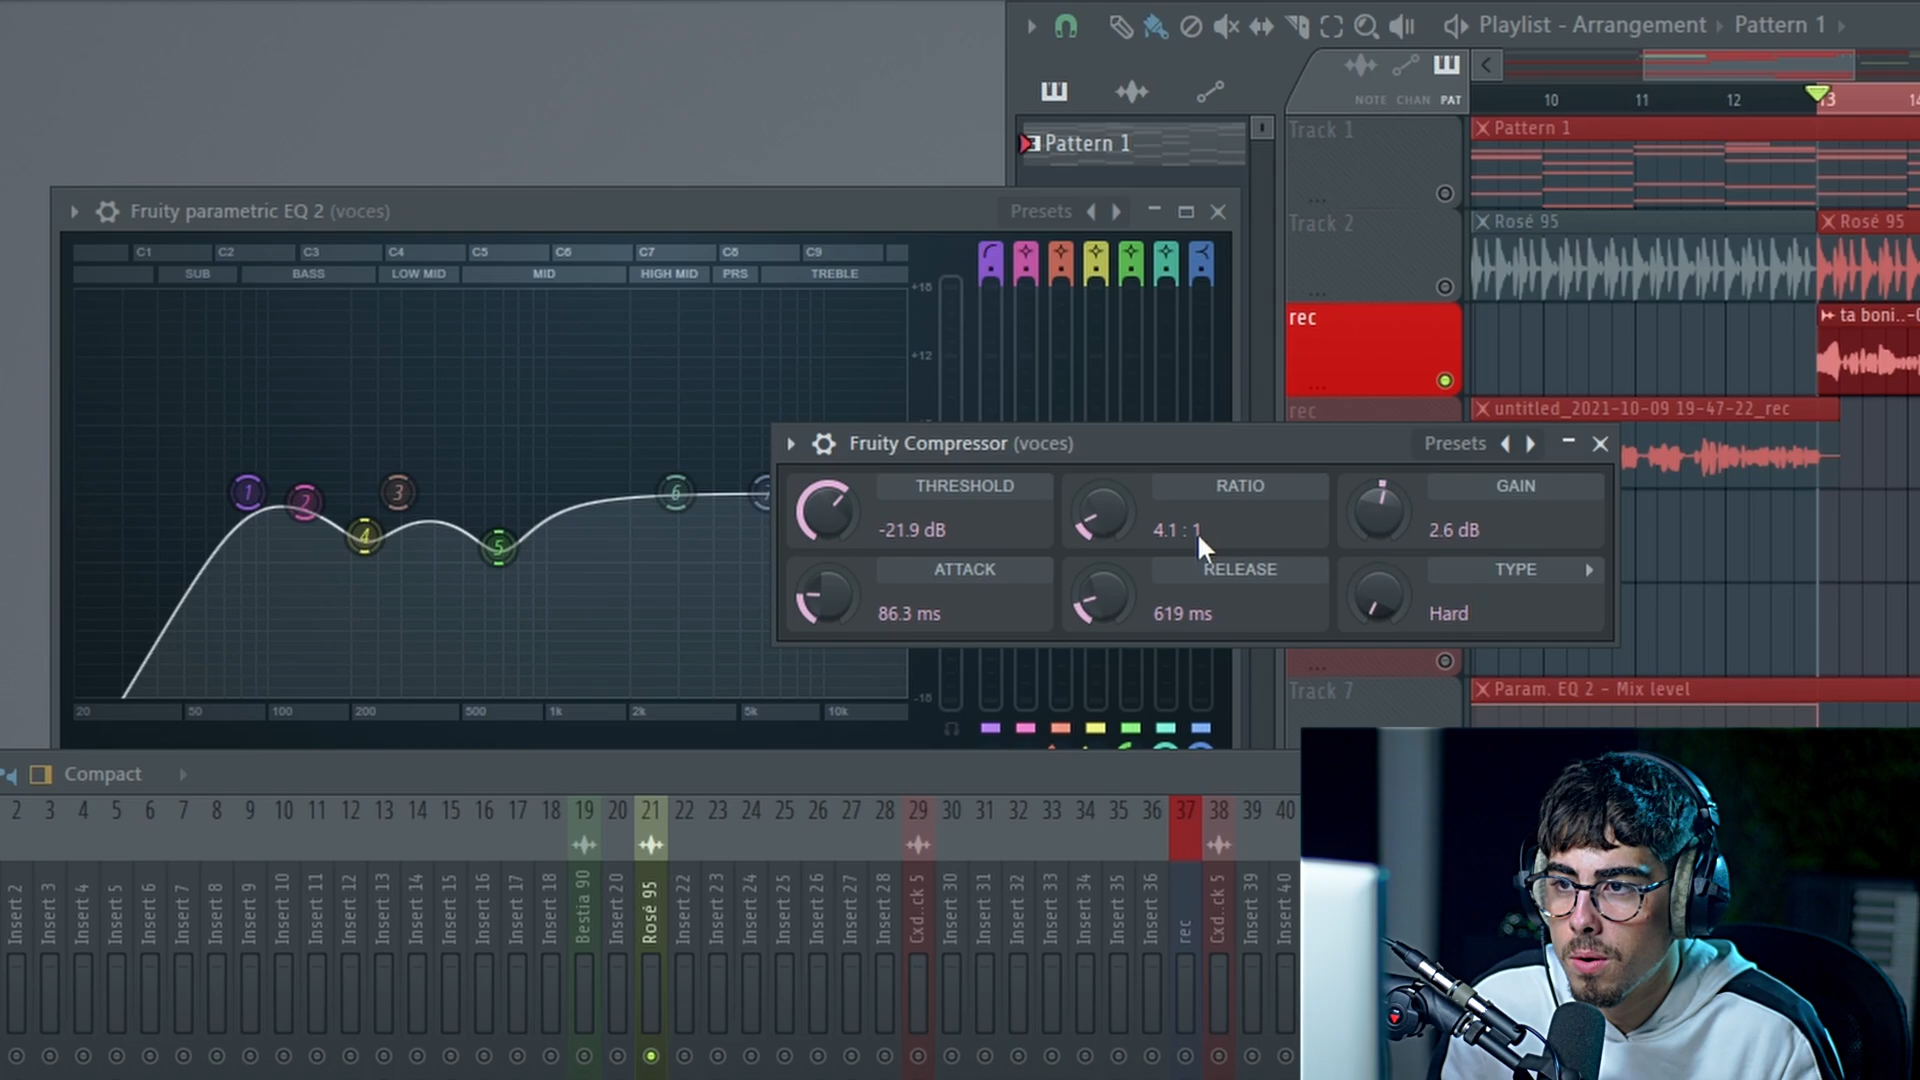 Playlist - Arrangement › Pattern 1 ›
NOTE CHAN PAT
10 11 12 13 14
Pattern 1
Track 1
Pattern 1
Track 2
Rosé 95
Rosé 95
rec
ta boni..
rec
untitled_2021-10-09 19-47-22_rec
Track 7
Param. EQ 2 - Mix level
Fruity parametric EQ 2 (voces)
Presets
C1 C2 C3 C4 C5 C6 C7 C8 C9
SUB BASS LOW MID MID HIGH MID PRS TREBLE
+18
+12
-18
1 2 3 4 5 6 7
20 50 100 200 500 1k 2k 5k 10k
Fruity Compressor (voces)
Presets
THRESHOLD
-21.9 dB
RATIO
4.1 : 1
GAIN
2.6 dB
ATTACK
86.3 ms
RELEASE
619 ms
TYPE
Hard
Compact
2 3 4 5 6 7 8 9 10 11 12 13 14 15 16 17 18 19 20 21 22 23 24 25 26 27 28 29 30 31 32 33 34 35 36 37 38 39 40
Insert 2
Insert 3
Insert 4
Insert 5
Insert 6
Insert 7
Insert 8
Insert 9
Insert 10
Insert 11
Insert 12
Insert 13
Insert 14
Insert 15
Insert 16
Insert 17
Insert 18
Bestia 90
Insert 20
Rosé 95
Insert 22
Insert 23
Insert 24
Insert 25
Insert 26
Insert 27
Insert 28
Cxd..ck 5
Insert 30
Insert 31
Insert 32
Insert 33
Insert 34
Insert 35
Insert 36
rec
Cxd..ck 5
Insert 39
Insert 40